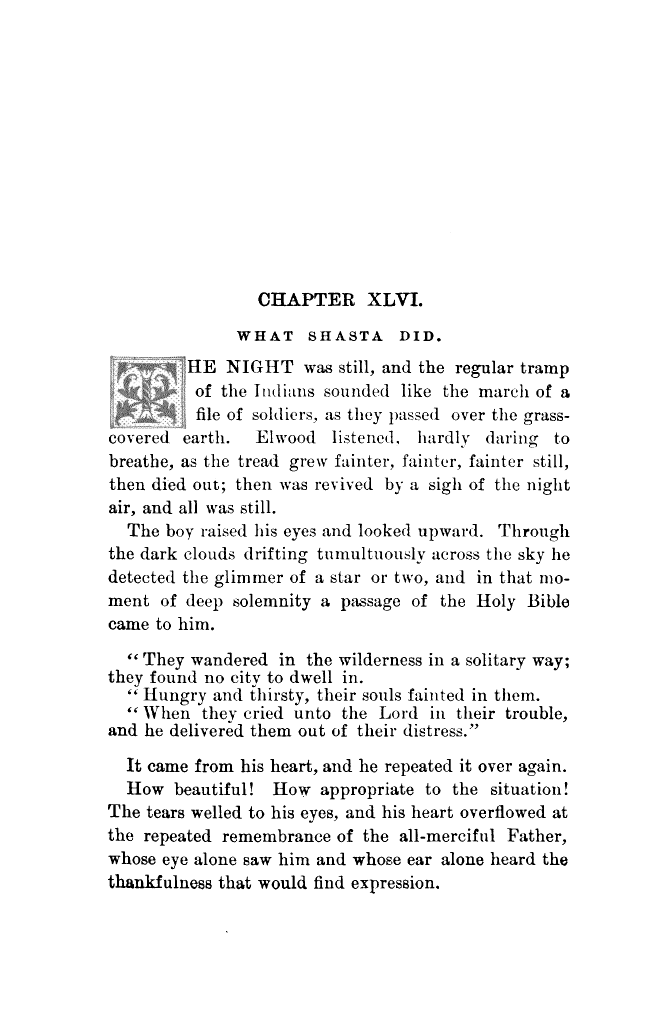 CHAPTER XLVI.
WHAT SHASTA DID.
THE NIGHT was still, and the regular tramp
of the Indians sounded like the march of a
file of soldiers, as they passed over the grass-
covered earth. Elwood listened, hardly daring to
breathe, as the tread grew fainter, fainter, fainter still,
then died out; then was revived by a sigh of the night
air, and all was still.
The boy raised his eyes and looked upward. Through
the dark clouds drifting tumultuously across the sky he
detected the glimmer of a star or two, and in that mo-
ment of deep solemnity a passage of the Holy Bible
came to him.
“They wandered in the wilderness in a solitary way;
they found no city to dwell in.
“Hungry and thirsty, their souls fainted in them.
“When they cried unto the Lord in their trouble,
and he delivered them out of their distress.”
It came from his heart, and he repeated it over again.
How beautiful! How appropriate to the situation!
The tears welled to his eyes, and his heart overflowed at
the repeated remembrance of the all-merciful Father,
whose eye alone saw him and whose ear alone heard the
thankfulness that would find expression.